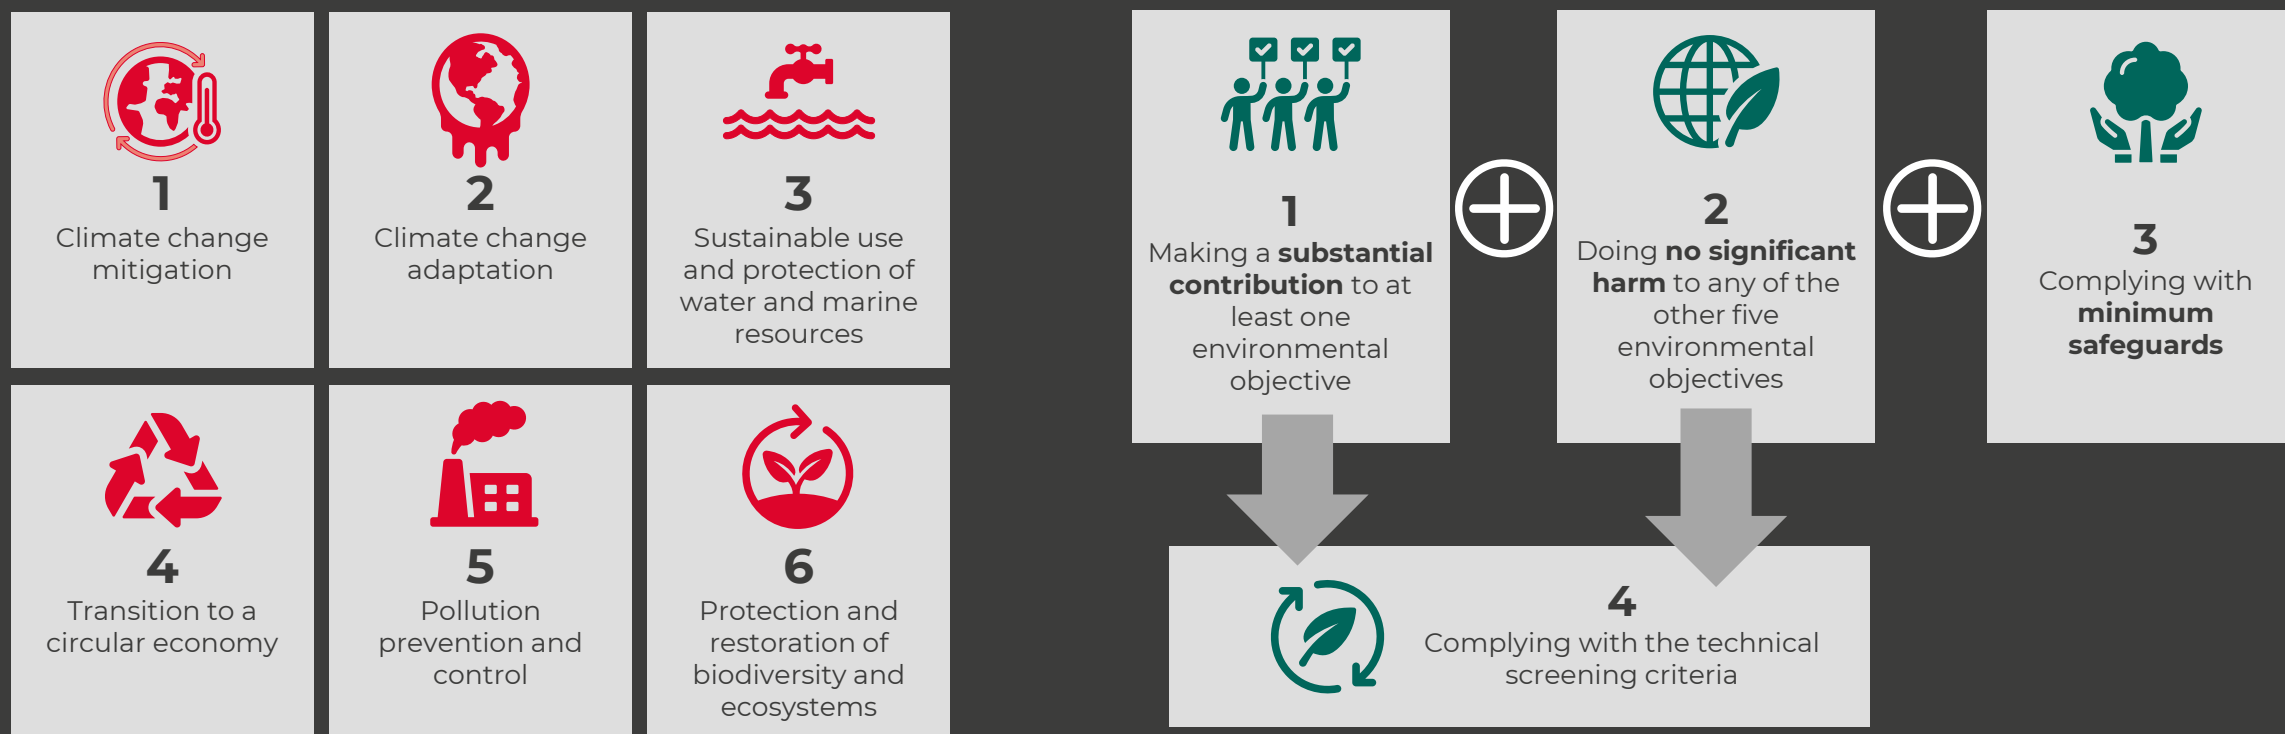 1
Climate change
mitigation
2
Climate change
adaptation
3
Sustainable use
and protection of
water and marine
resources
4
Transition to a
circular economy
5
Pollution
prevention and
control
6
Protection and
restoration of
biodiversity and
ecosystems
1
Making a substantial
contribution to at
least one
environmental
objective
2
Doing no significant
harm to any of the
other five
environmental
objectives
3
Complying with
minimum
safeguards
4
Complying with the technical
screening criteria